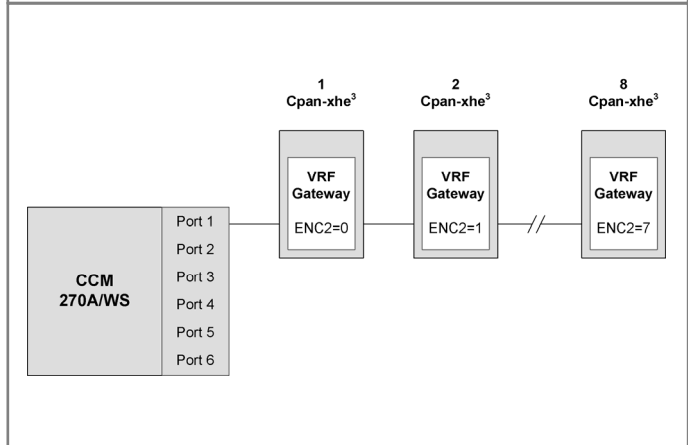 1
Cpan-xhe³
2
Cpan-xhe³
8
Cpan-xhe³
VRF
Gateway
ENC2=0
VRF
Gateway
ENC2=1
VRF
Gateway
ENC2=7
CCM
270A/WS
Port 1
Port 2
Port 3
Port 4
Port 5
Port 6